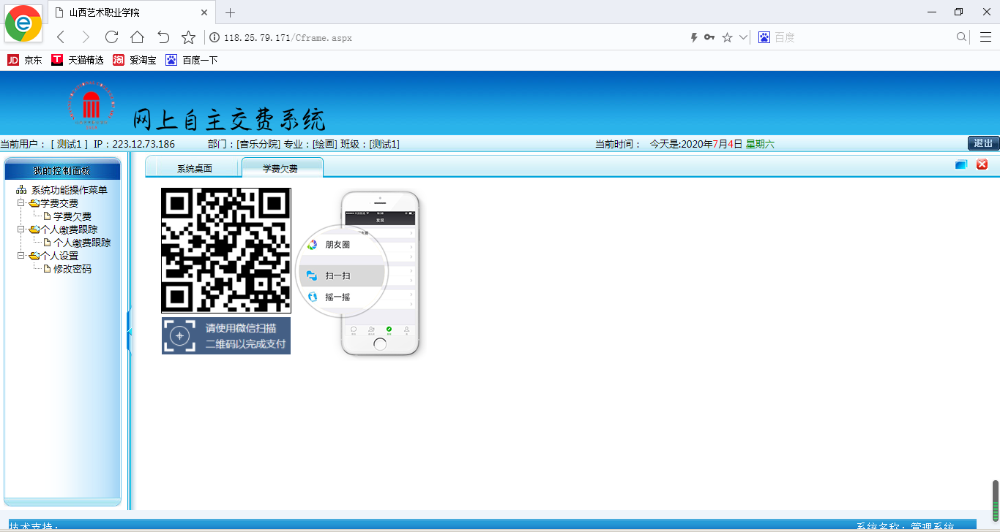 山西艺术职业学院
118.25.79.171/Cframe.aspx
百度
JD 京东 T 天猫精选 淘 爱淘宝 百度一下
网上自主交费系统
当前用户： [ 测试1 ] IP：223.12.73.186 部门：[音乐分院] 专业：[绘画] 班级：[测试1] 当前时间： 今天是:2020年7月4日 星期六 退出
我的控制面板
系统桌面 学费欠费
系统功能操作菜单
学费交费
学费欠费
个人缴费跟踪
个人缴费跟踪
个人设置
修改密码
发现
朋友圈
扫一扫
摇一摇
请使用微信扫描
二维码以完成支付
技术支持： 系统名称：管理系统